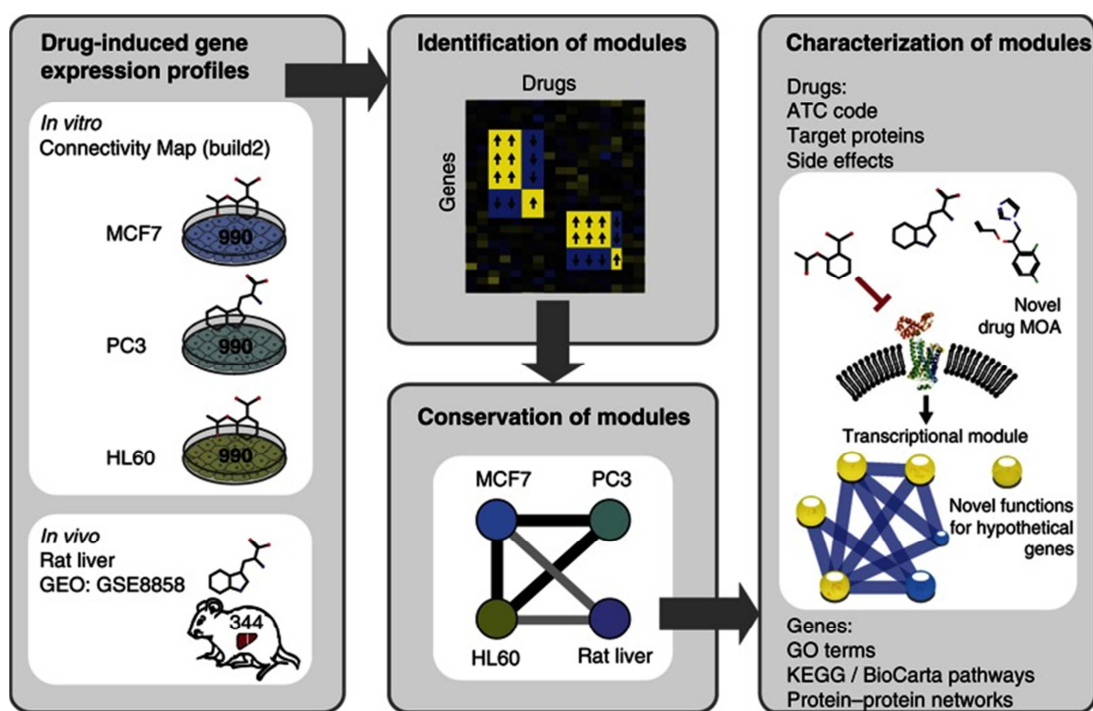 Drug-induced gene
expression profiles
In vitro
Connectivity Map (build2)
MCF7
990
PC3
990
HL60
990
In vivo
Rat liver
GEO: GSE8858
344
Identification of modules
Drugs
Genes
Conservation of modules
MCF7
PC3
HL60
Rat liver
Characterization of modules
Drugs:
ATC code
Target proteins
Side effects
Novel
drug MOA
Transcriptional module
Novel functions
for hypothetical
genes
Genes:
GO terms
KEGG / BioCarta pathways
Protein–protein networks